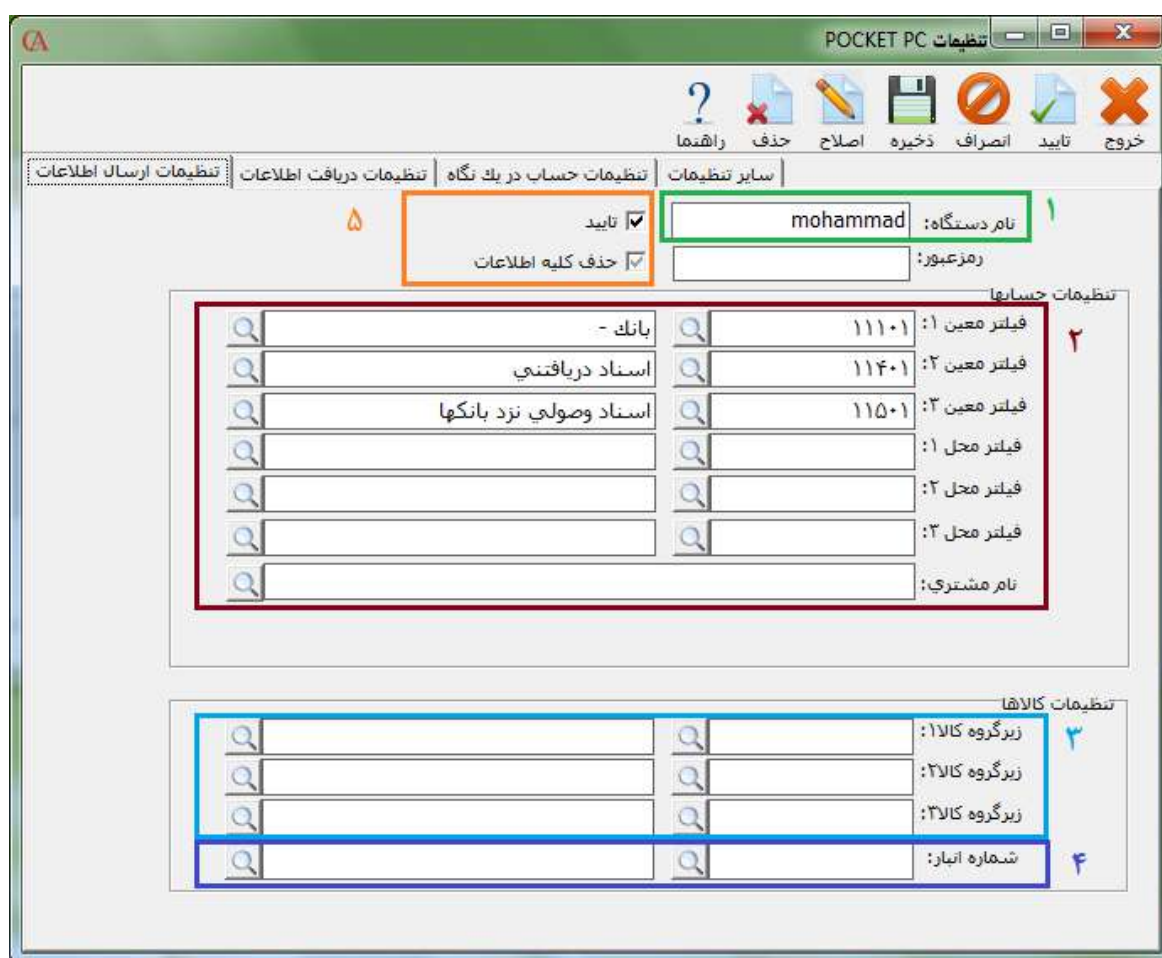 تنظیمات POCKET PC
خروج تایید انصراف ذخیره اصلاح حذف راهنما
سایر تنظیمات تنظیمات حساب در یك نگاه تنظیمات دریافت اطلاعات تنظیمات ارسال اطلاعات
۱ نام دستگاه: mohammad تایید ۵
رمزعبور: حذف کلیه اطلاعات
تنظیمات حسابها
۲
فیلتر معین ۱: ۱۱۱۰۱ بانك -
فیلتر معین ۲: ۱۱۴۰۱ اسناد دریافتني
فیلتر معین ۳: ۱۱۵۰۱ اسناد وصولي نزد بانکها
فیلتر محل ۱:
فیلتر محل ۲:
فیلتر محل ۳:
نام مشتري:
تنظیمات کالاها
۳ زیرگروه کالا۱:
زیرگروه کالا۲:
زیرگروه کالا۳:
۴ شماره انبار: